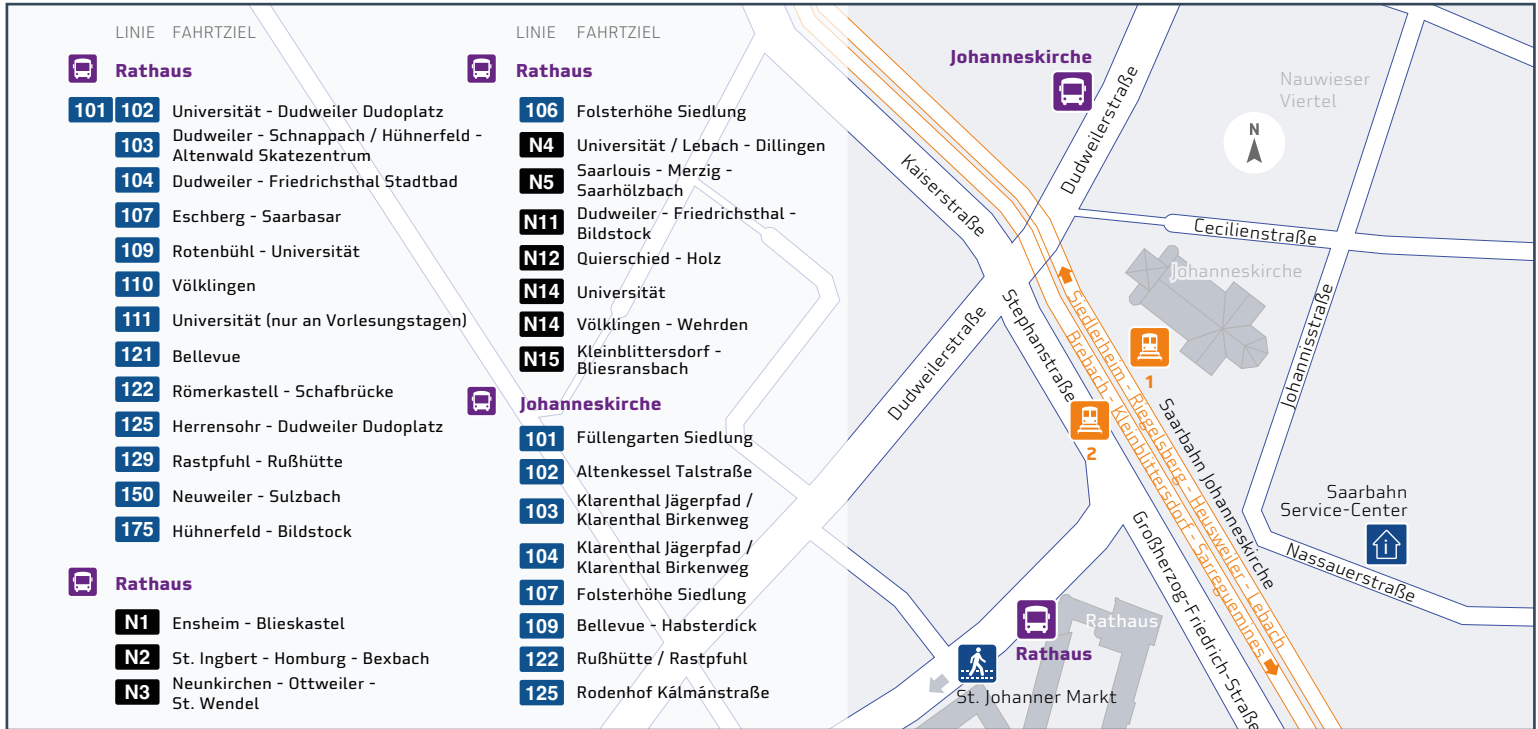 LINIE FAHRTZIEL
Rathaus
101 102 Universität - Dudweiler Dudoplatz
103 Dudweiler - Schnappach / Hühnerfeld -
Altenwald Skatezentrum
104 Dudweiler - Friedrichsthal Stadtbad
107 Eschberg - Saarbasar
109 Rotenbühl - Universität
110 Völklingen
111 Universität (nur an Vorlesungstagen)
121 Bellevue
122 Römerkastell - Schafbrücke
125 Herrensohr - Dudweiler Dudoplatz
129 Rastpfuhl - Rußhütte
150 Neuweiler - Sulzbach
175 Hühnerfeld - Bildstock
Rathaus
N1 Ensheim - Blieskastel
N2 St. Ingbert - Homburg - Bexbach
N3 Neunkirchen - Ottweiler -
St. Wendel
LINIE FAHRTZIEL
Rathaus
106 Folsterhöhe Siedlung
N4 Universität / Lebach - Dillingen
N5 Saarlouis - Merzig -
Saarhölzbach
N11 Dudweiler - Friedrichsthal -
Bildstock
N12 Quierschied - Holz
N14 Universität
N14 Völklingen - Wehrden
N15 Kleinblittersdorf -
Bliesransbach
Johanneskirche
101 Füllengarten Siedlung
102 Altenkessel Talstraße
103 Klarenthal Jägerpfad /
Klarenthal Birkenweg
104 Klarenthal Jägerpfad /
Klarenthal Birkenweg
107 Folsterhöhe Siedlung
109 Bellevue - Habsterdick
122 Rußhütte / Rastpfuhl
125 Rodenhof Kálmánstraße
Johanneskirche
Nauwieser
Viertel
N
Kaiserstraße
Dudweilerstraße
Cecilienstraße
Johanneskirche
Siedlerheim - Riegelsberg - Heusweiler - Lebach
Brebach - Kleinblittersdorf - Sarreguemines
Stephanstraße
Dudweilerstraße
Johannisstraße
1
2
Saarbahn Johanneskirche
Saarbahn
Service-Center
i
Nassauerstraße
Großherzog-Friedrich-Straße
Rathaus
Rathaus
St. Johanner Markt